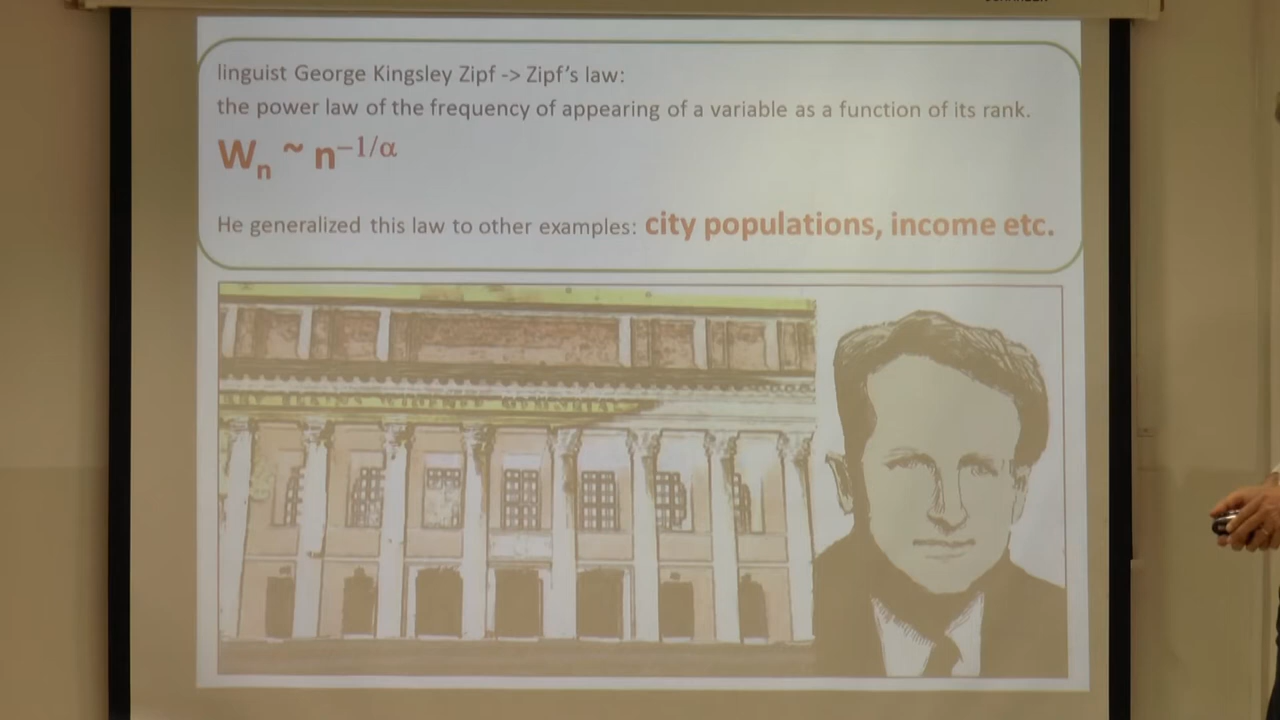 linguist George Kingsley Zipf -> Zipf's law:
the power law of the frequency of appearing of a variable as a function of its rank.
Wn ~ n−1/α
He generalized this law to other examples: city populations, income etc.